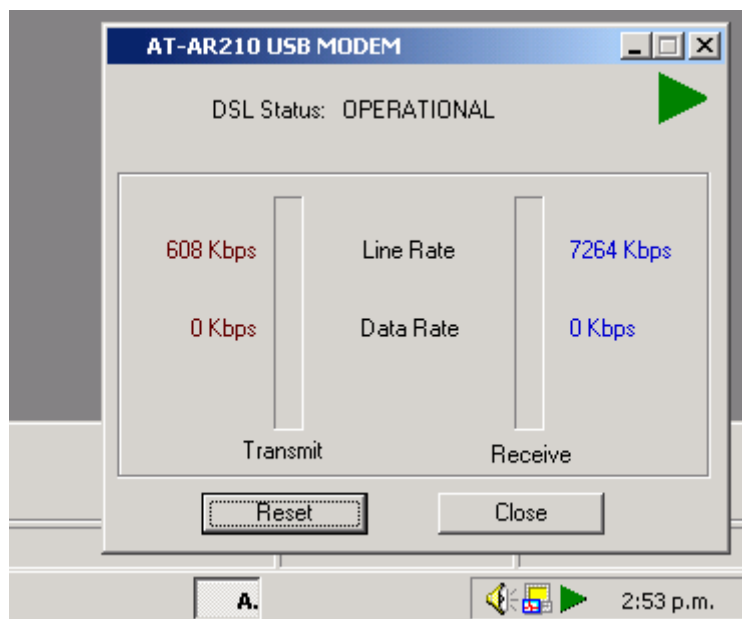 AT-AR210 USB MODEM
DSL Status: OPERATIONAL
608 Kbps Line Rate 7264 Kbps
0 Kbps Data Rate 0 Kbps
Transmit Receive
Reset Close
A. 2:53 p.m.